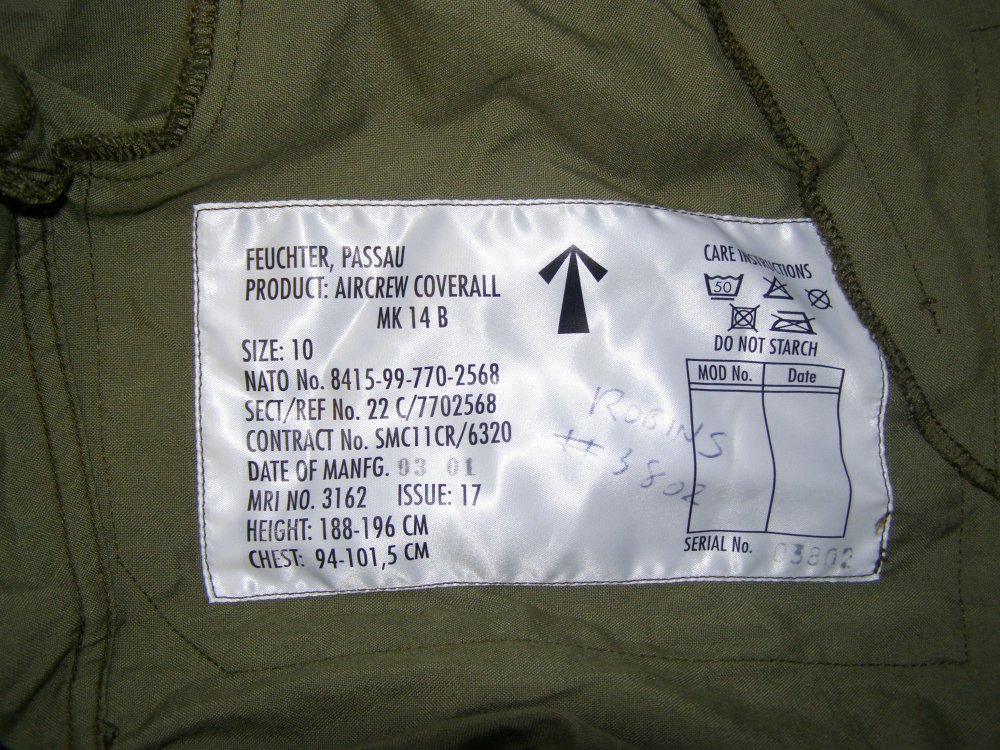 FEUCHTER, PASSAU
PRODUCT: AIRCREW COVERALL
MK 14 B
SIZE: 10
NATO No. 8415-99-770-2568
SECT/REF No. 22 C/7702568
CONTRACT No. SMC11CR/6320
DATE OF MANFG. 03 01
MRI NO. 3162 ISSUE: 17
HEIGHT: 188-196 CM
CHEST: 94-101,5 CM
ROBINS
# 3802
CARE INSTRUCTIONS
50
DO NOT STARCH
MOD No. Date
SERIAL No. 03802